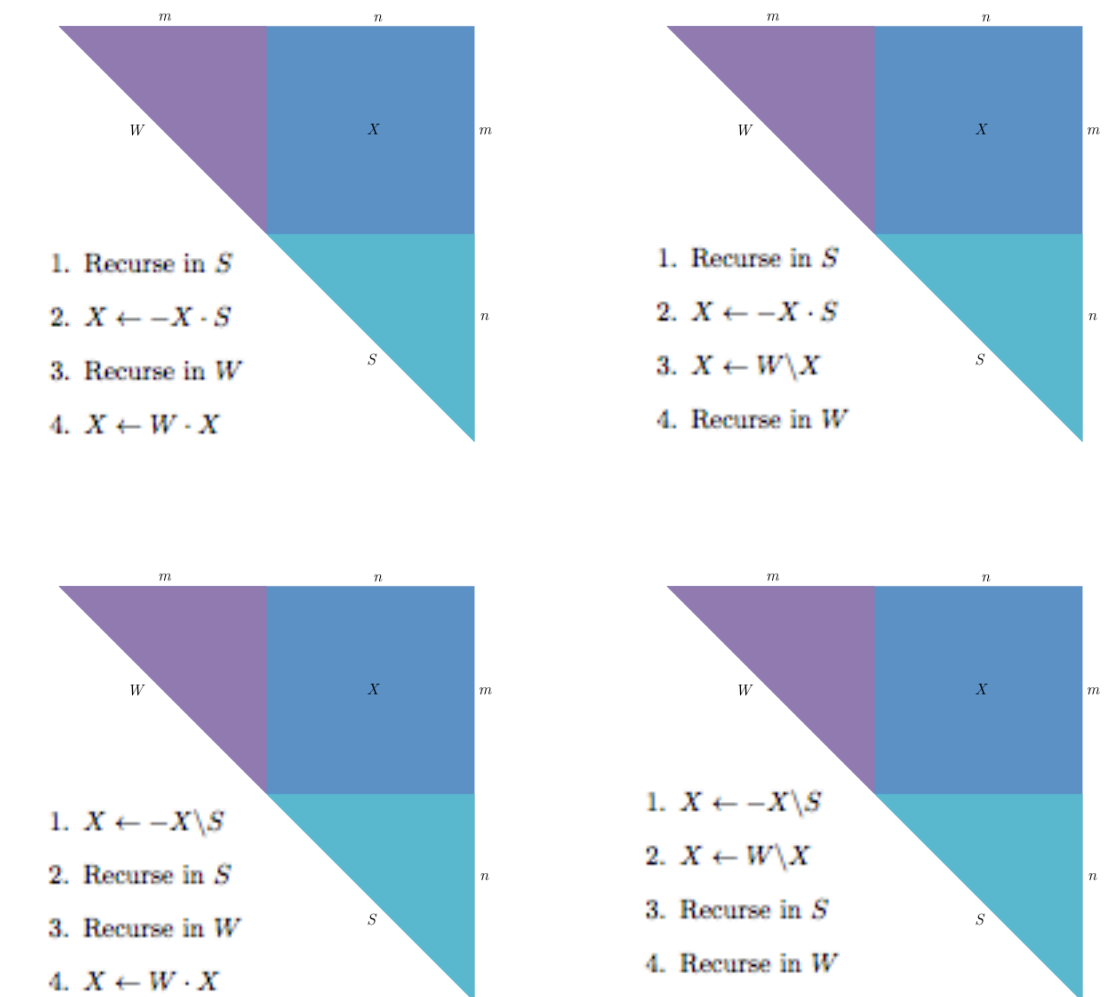 m n
W X m
1. Recurse in S
2. X ← −X · S
3. Recurse in W
4. X ← W · X
n
S
m n
W X m
1. Recurse in S
2. X ← −X · S
3. X ← W\X
4. Recurse in W
n
S
m n
W X m
1. X ← −X\S
2. Recurse in S
3. Recurse in W
4. X ← W · X
n
S
m n
W X m
1. X ← −X\S
2. X ← W\X
3. Recurse in S
4. Recurse in W
n
S